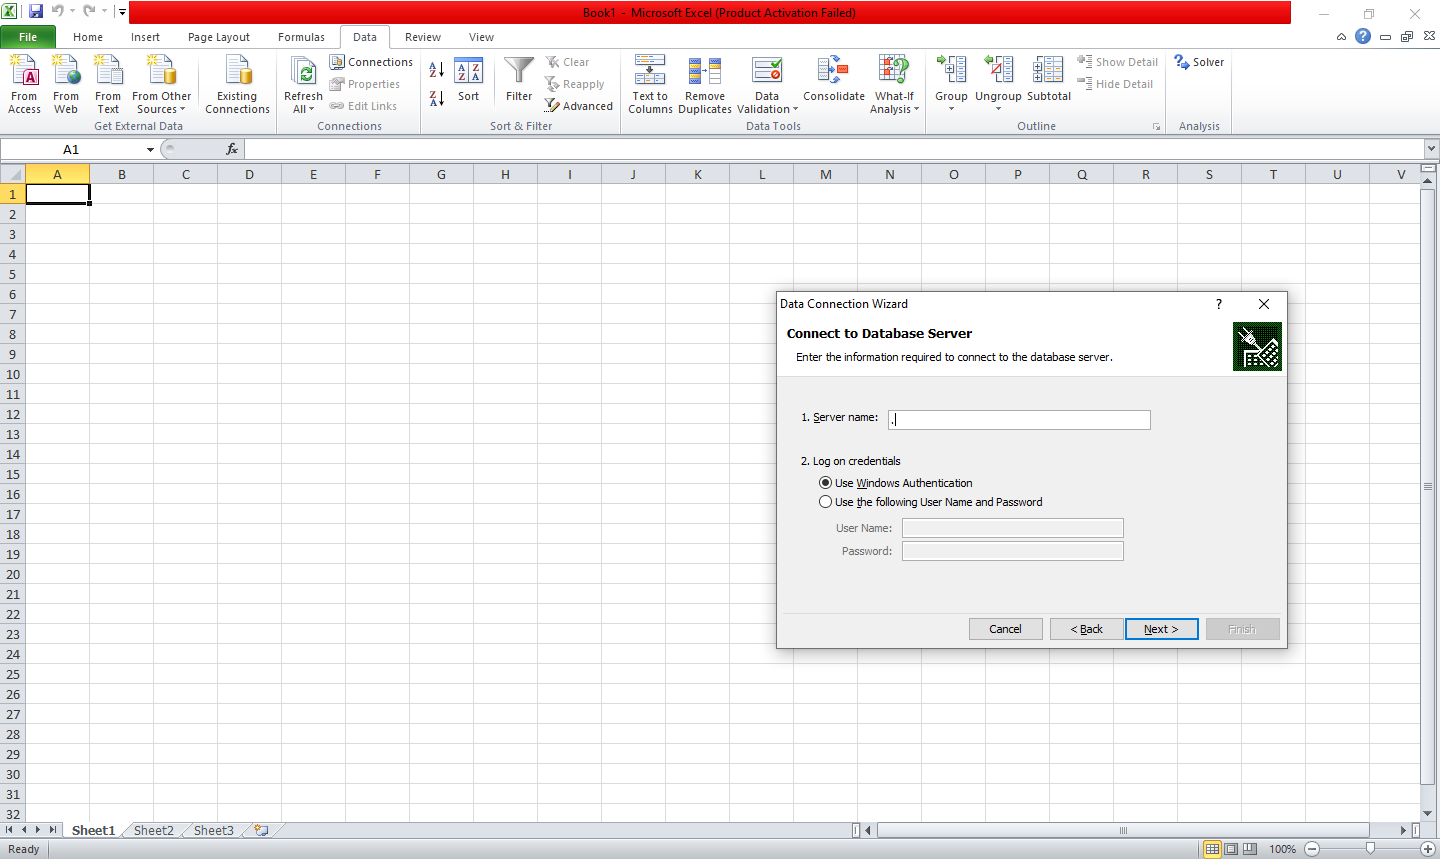 Book1 - Microsoft Excel (Product Activation Failed)
File Home Insert Page Layout Formulas Data Review View
From Access
From Web
From Text
From Other Sources
Existing Connections
Get External Data
Refresh All
Connections
Properties
Edit Links
Connections
A Z
Z A
A Z Z A
Sort
Filter
Clear
Reapply
Advanced
Sort & Filter
Text to Columns
Remove Duplicates
Data Validation
Consolidate
What-If Analysis
Data Tools
Group
Ungroup
Subtotal
Show Detail
Hide Detail
Outline
Solver
Analysis
A1 fx
A B C D E F G H I J K L M N O P Q R S T U V
1
2
3
4
5
6
7
8
9
10
11
12
13
14
15
16
17
18
19
20
21
22
23
24
25
26
27
28
29
30
31
32
Data Connection Wizard ?
Connect to Database Server
Enter the information required to connect to the database server.
1. Server name: .
2. Log on credentials
Use Windows Authentication
Use the following User Name and Password
User Name:
Password:
Cancel < Back Next > Finish
Sheet1 Sheet2 Sheet3
Ready 100%